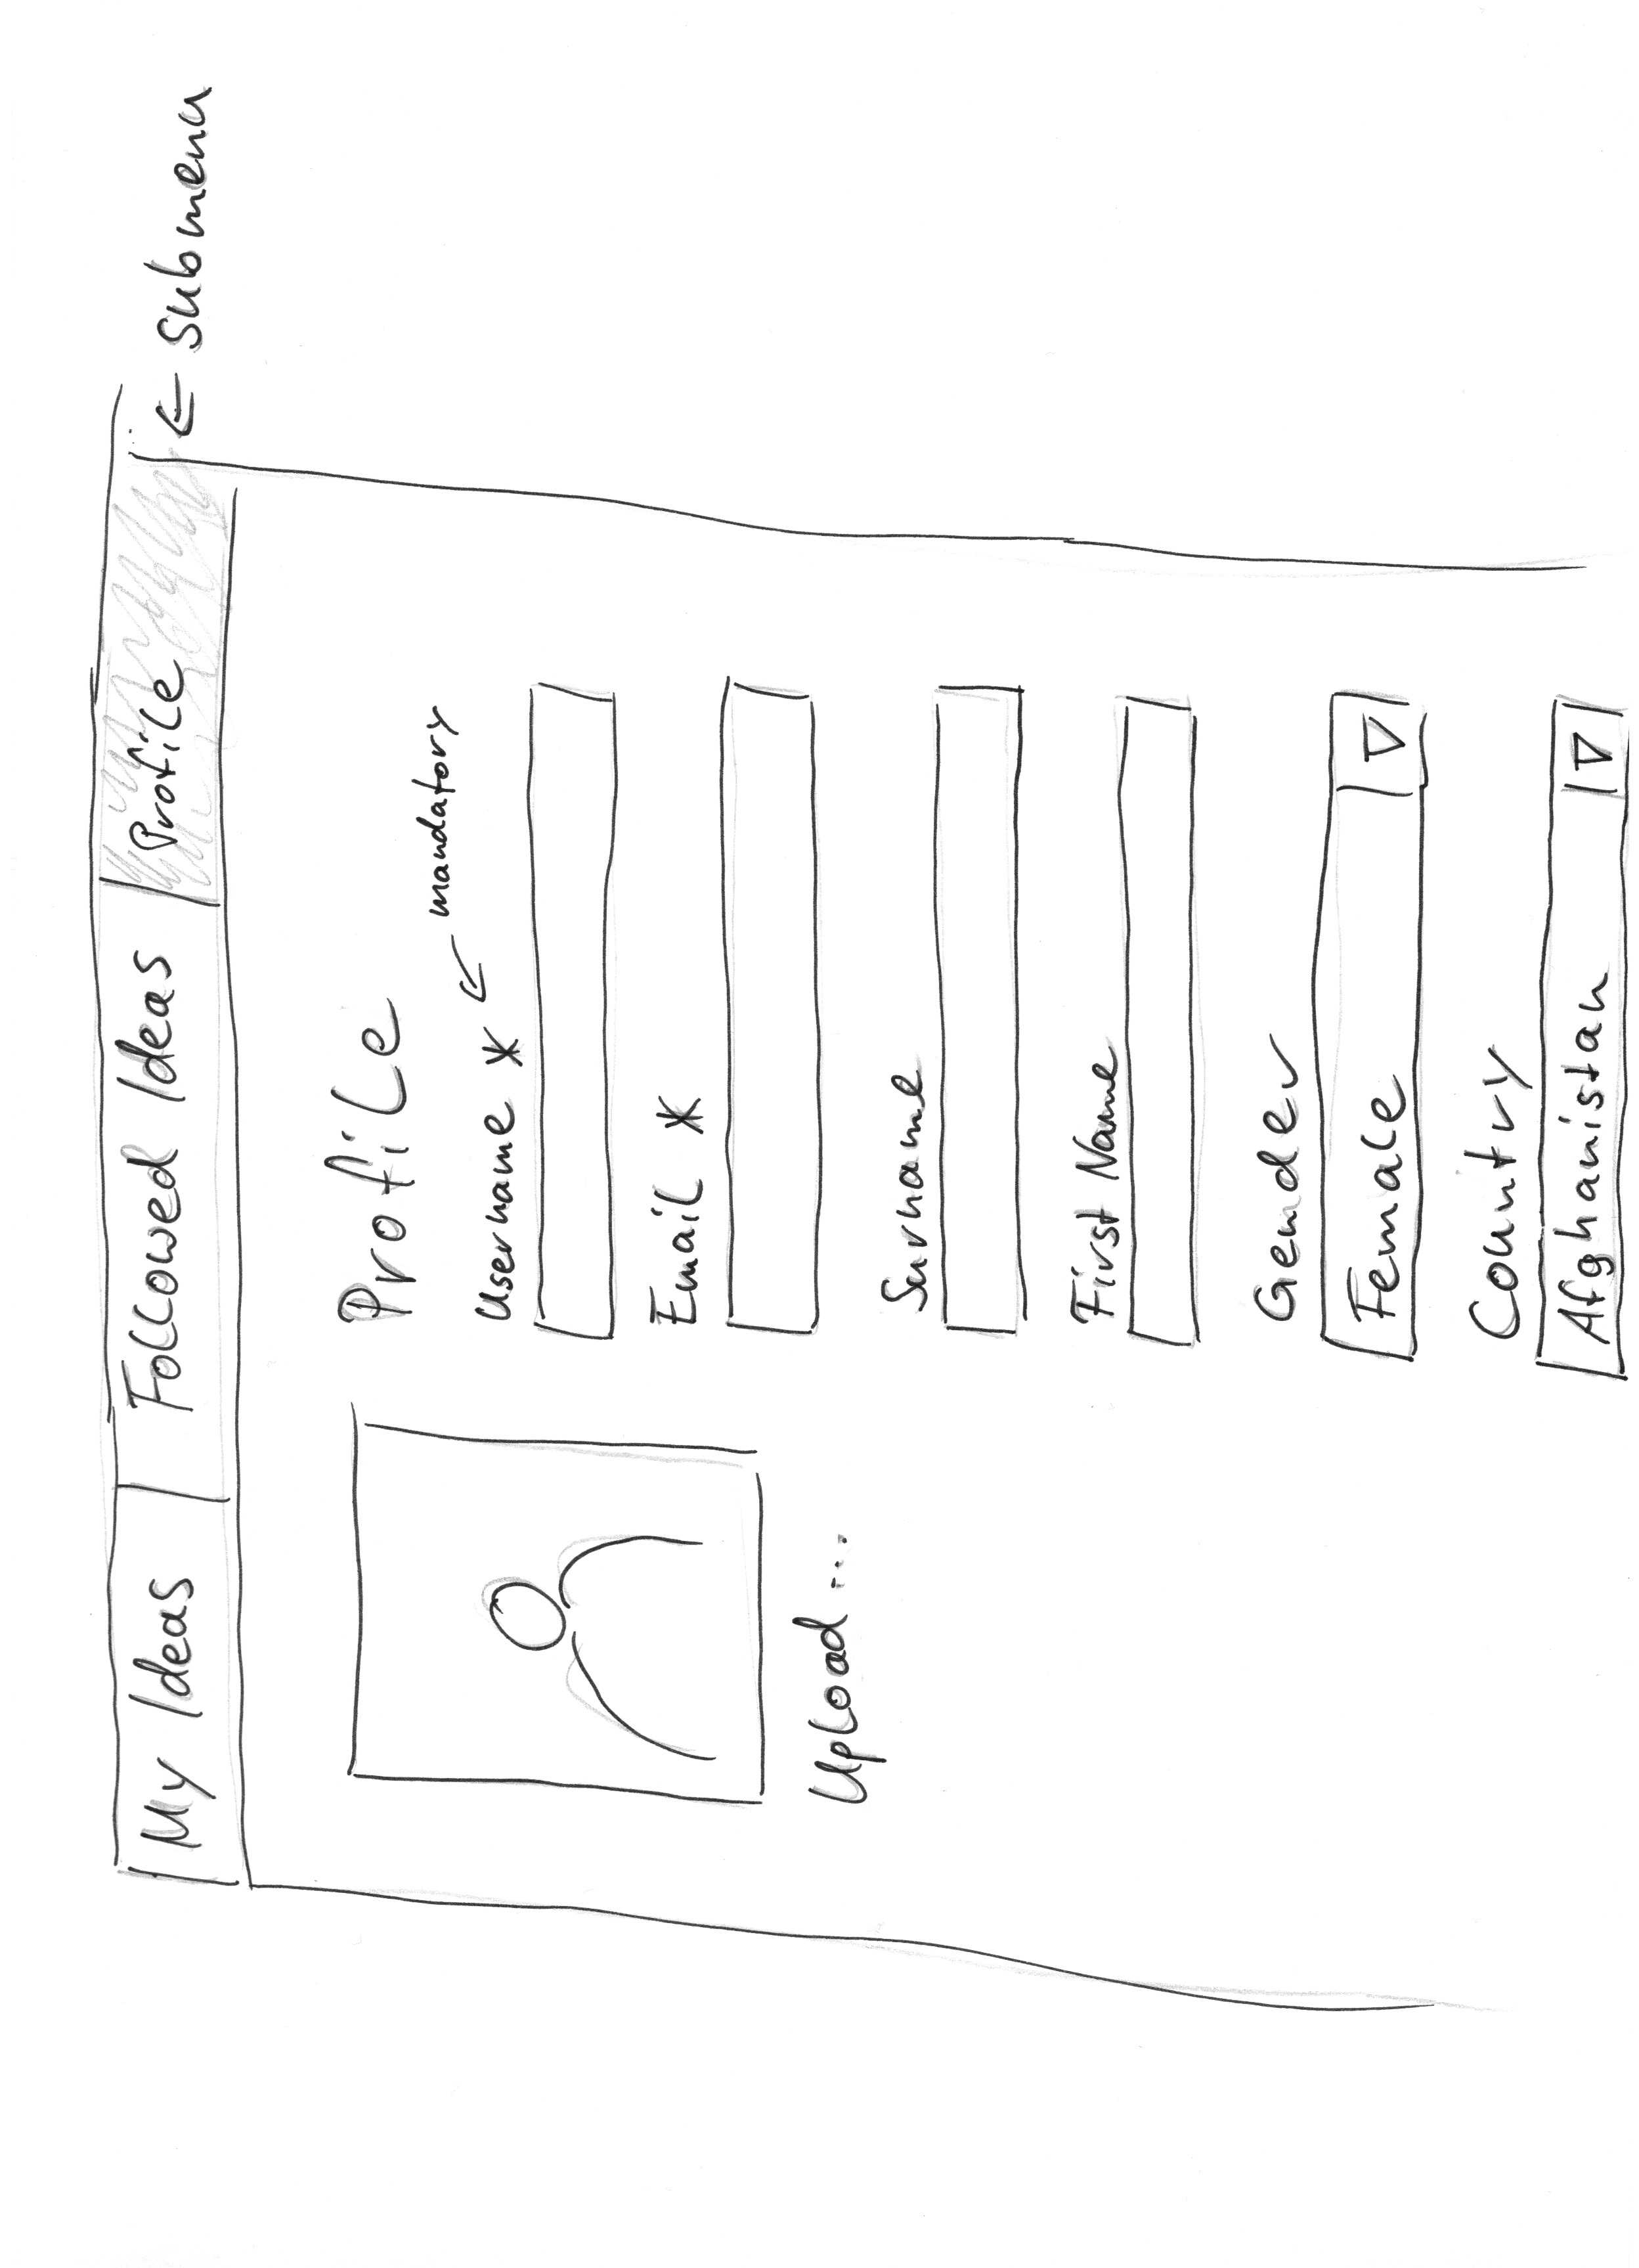 My Ideas Followed Ideas Profile ← submenu
Profile
mandatory
Username *
Email *
Upload ...
Surname
First Name
Gender
Female
Country
Afghanistan